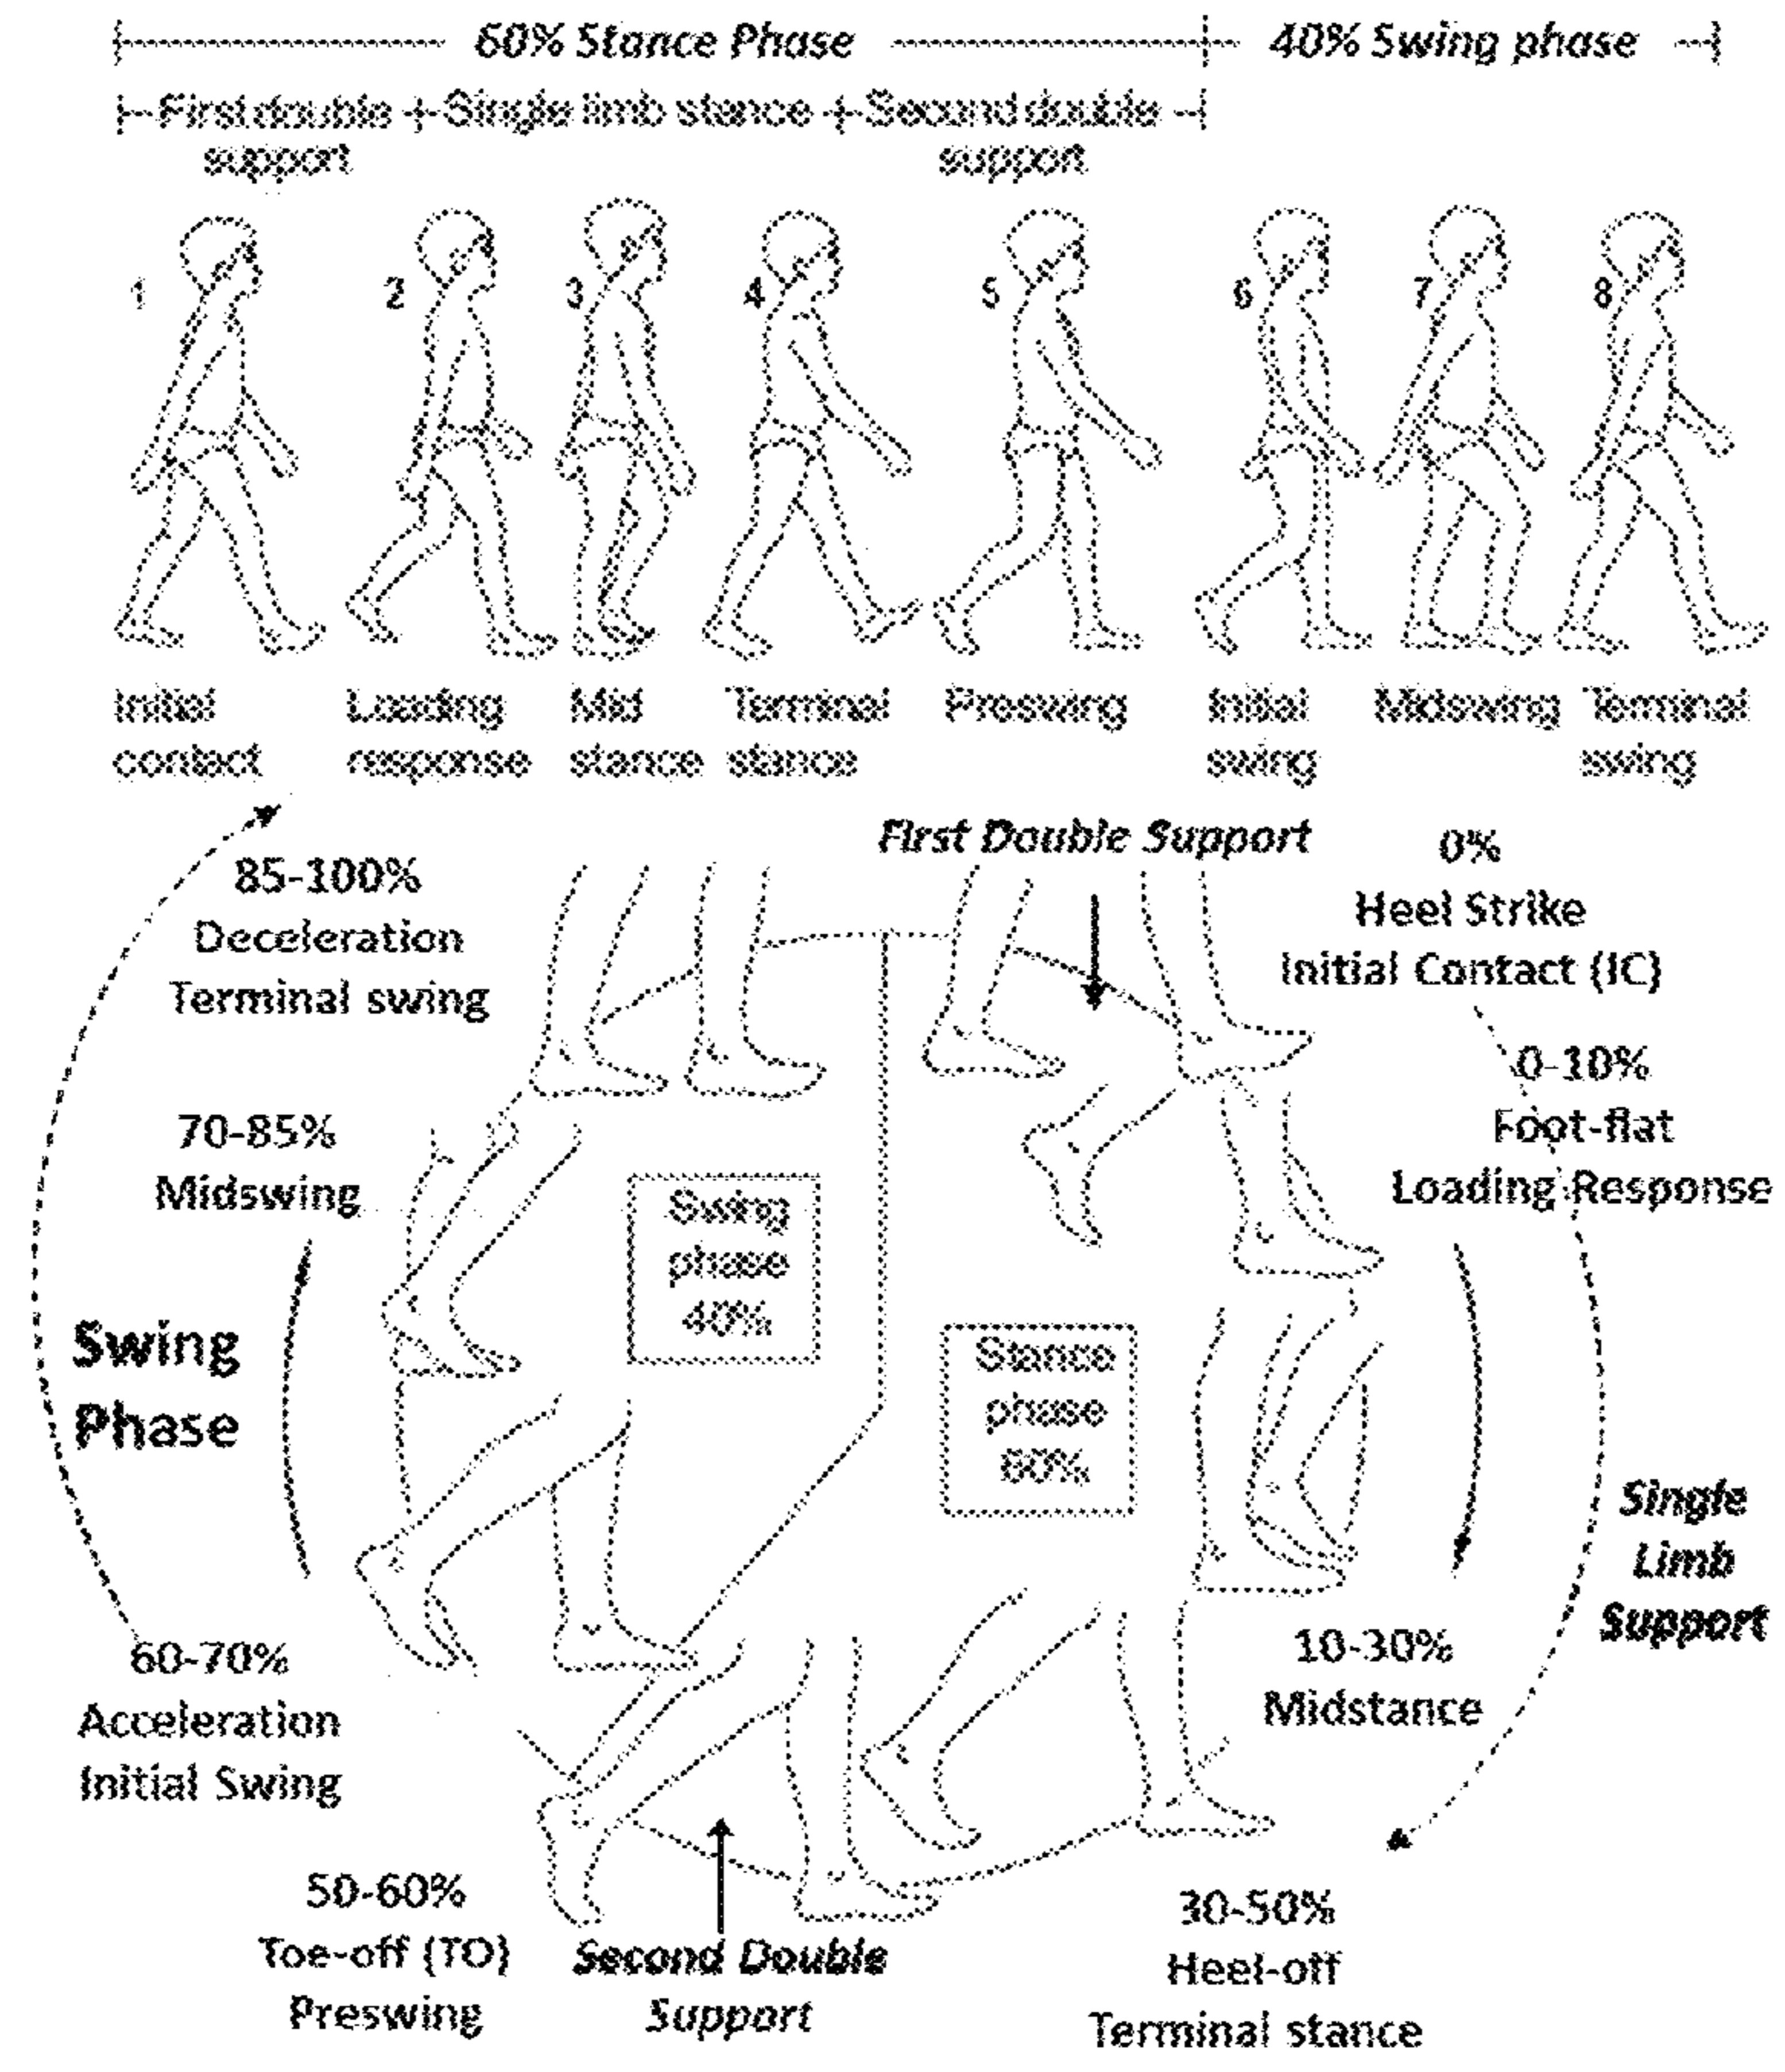 60% Stance Phase 40% Swing phase
First double Single limb stance Second double
support support
1 2 3 4 5 6 7 8
Initial Loading Mid Terminal Preswing Initial Midswing Terminal
contact response stance stance swing swing
First Double Support 0%
85-100% Heel Strike
Deceleration Initial Contact (IC)
Terminal swing
0-10%
Foot-flat
Loading Response
70-85%
Midswing
Swing
phase
40%
Stance
phase
60%
Swing
Phase
Single
Limb
Support
60-70%
Acceleration
Initial Swing
10-30%
Midstance
50-60%
Toe-off (TO)
Preswing
Second Double
Support
30-50%
Heel-off
Terminal stance